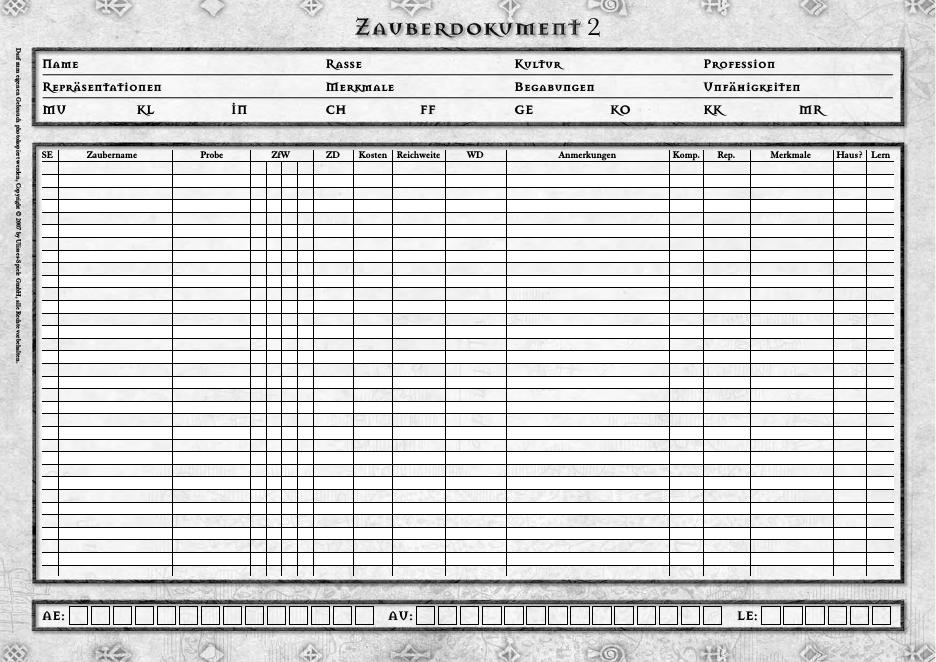 Zauberdokument 2
Name Rasse Kultur Profession
Repräsentationen Merkmale Begabungen Unfähigkeiten
MU KL IN CH FF GE KO KK MR
SE Zaubername Probe ZfW ZD Kosten Reichweite WD Anmerkungen Komp. Rep. Merkmale Haus? Lern
AE: AU: LE:
Darf zum eigenen Gebrauch photokopiert werden, Copyright © 2007 by Ulisses-Spiele GmbH, alle Rechte vorbehalten.